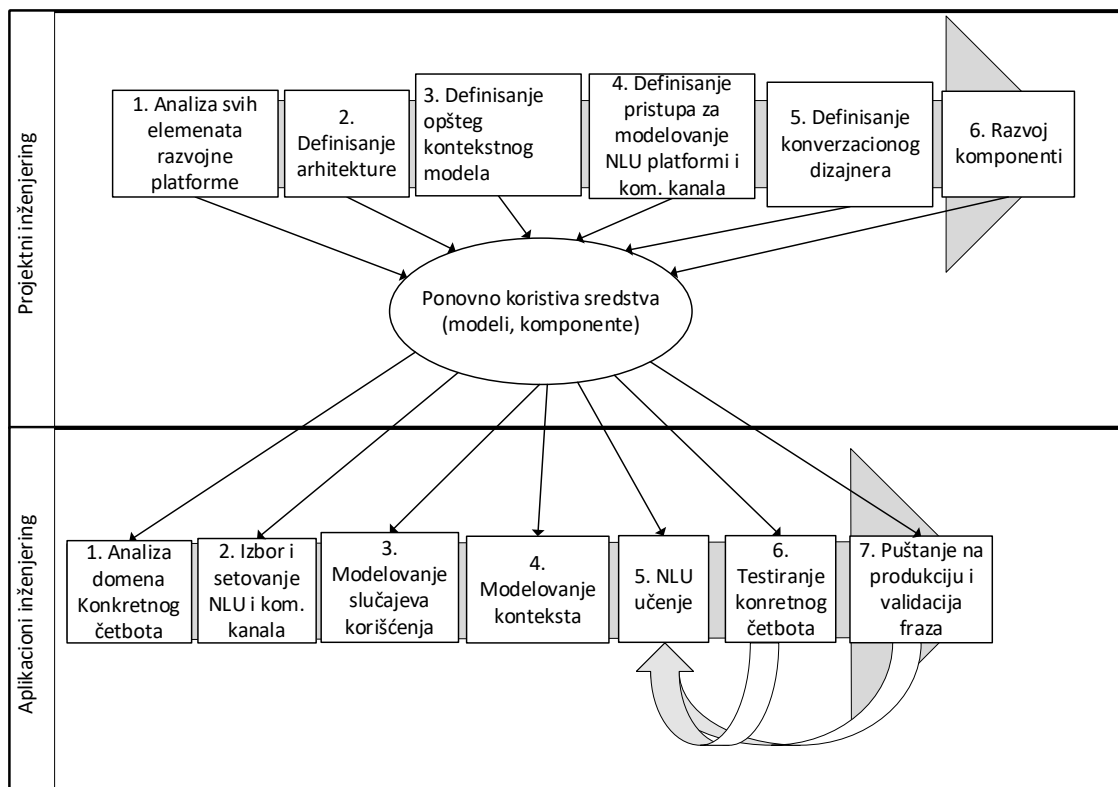 Projektni inženjering
1. Analiza svih
elemenata
razvojne
platforme
2.
Definisanje
arhitekture
3. Definisanje
opšteg
kontekstnog
modela
4. Definisanje
pristupa za
modelovanje
NLU platformi i
kom. kanala
5. Definisanje
konverzacionog
dizajnera
6. Razvoj
komponenti
Ponovno koristiva sredstva
(modeli, komponente)
Aplikacioni inženjering
1. Analiza
domena
Konkretnog
četbota
2. Izbor i
setovanje
NLU i kom.
kanala
3.
Modelovanje
slučajeva
korišćenja
4.
Modelovanje
konteksta
5. NLU
učenje
6.
Testiranje
konretnog
četbota
7. Puštanje na
produkciju i
validacija
fraza